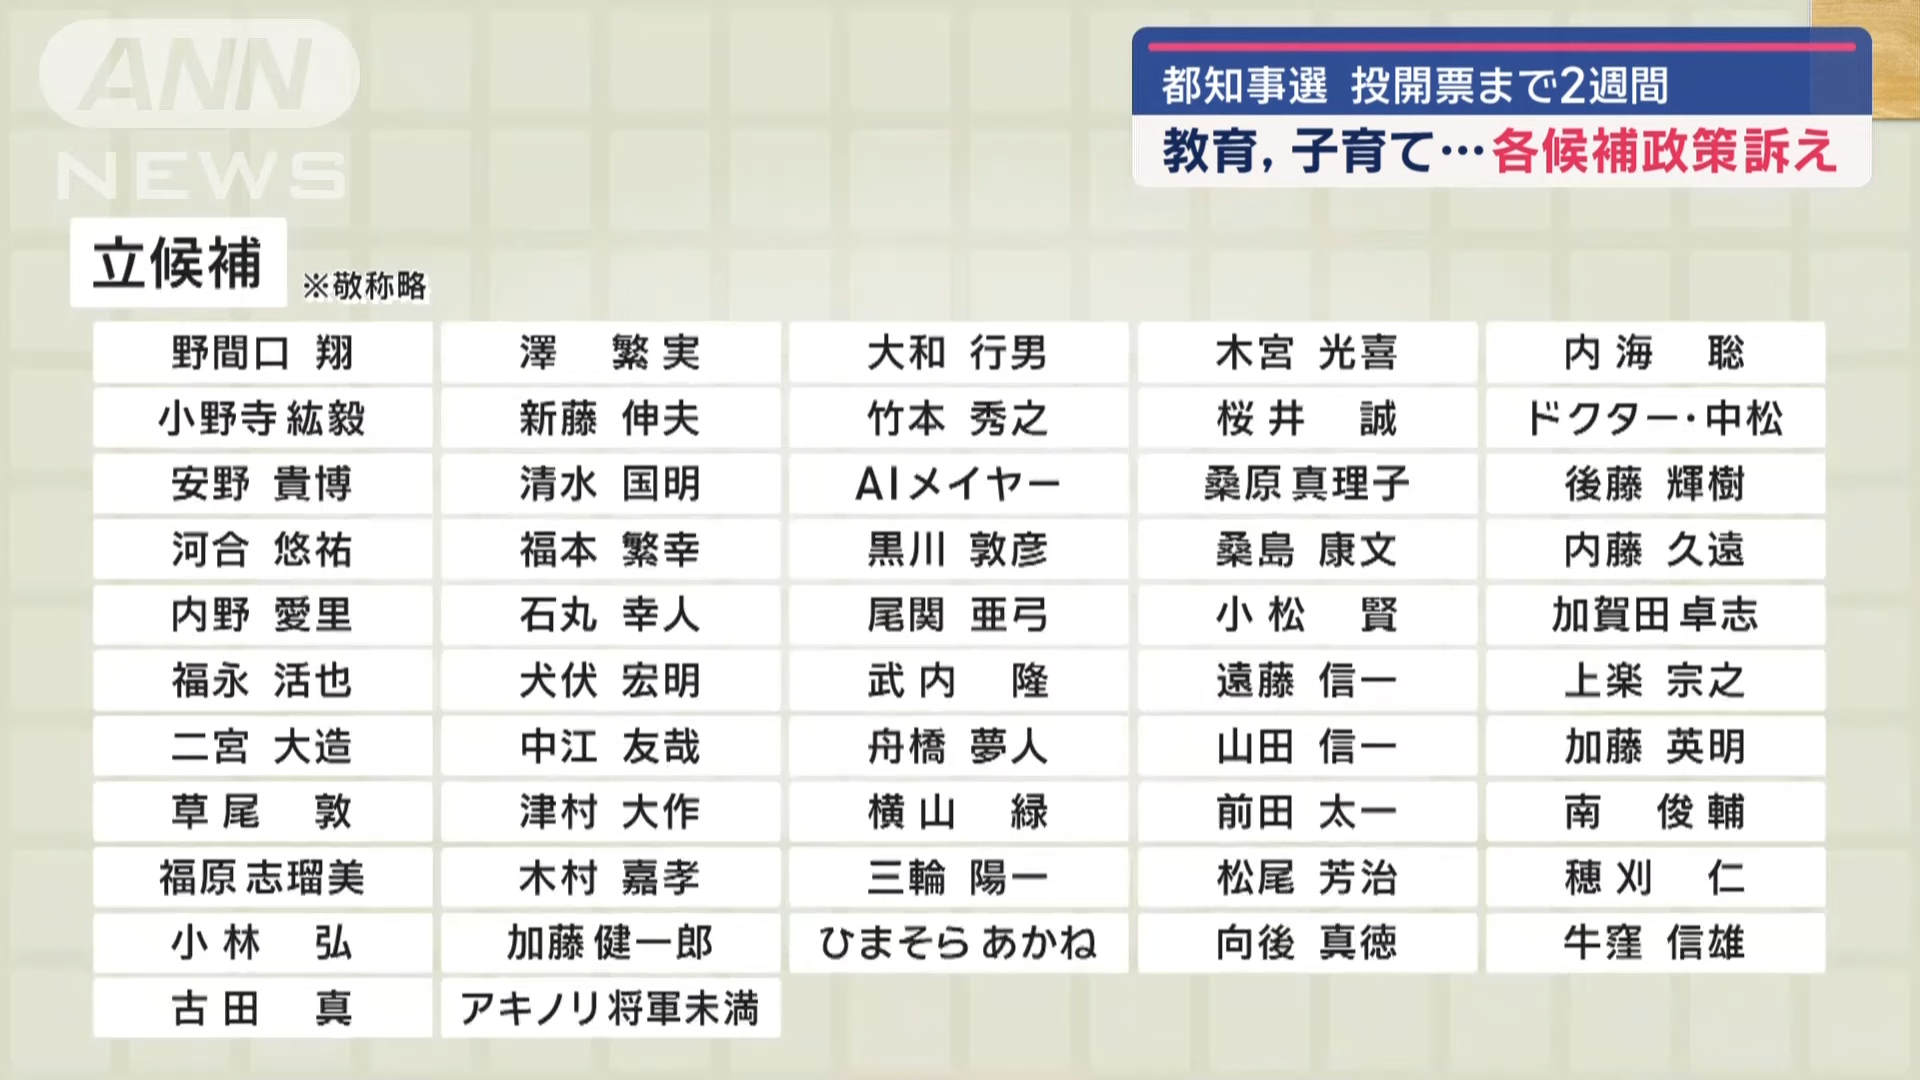 ANN
NEWS
都知事選 投開票まで2週間
教育,子育て…各候補政策訴え
立候補 ※敬称略
野間口 翔 澤 繁実 大和 行男 木宮 光喜 内海 聡
小野寺 紘毅 新藤 伸夫 竹本 秀之 桜井 誠 ドクター・中松
安野 貴博 清水 国明 AIメイヤー 桑原 真理子 後藤 輝樹
河合 悠祐 福本 繁幸 黒川 敦彦 桑島 康文 内藤 久遠
内野 愛里 石丸 幸人 尾関 亜弓 小松 賢 加賀田 卓志
福永 活也 犬伏 宏明 武内 隆 遠藤 信一 上楽 宗之
二宮 大造 中江 友哉 舟橋 夢人 山田 信一 加藤 英明
草尾 敦 津村 大作 横山 緑 前田 太一 南 俊輔
福原 志瑠美 木村 嘉孝 三輪 陽一 松尾 芳治 穂刈 仁
小林 弘 加藤 健一郎 ひまそら あかね 向後 真徳 牛窪 信雄
古田 真 アキノリ将軍未満